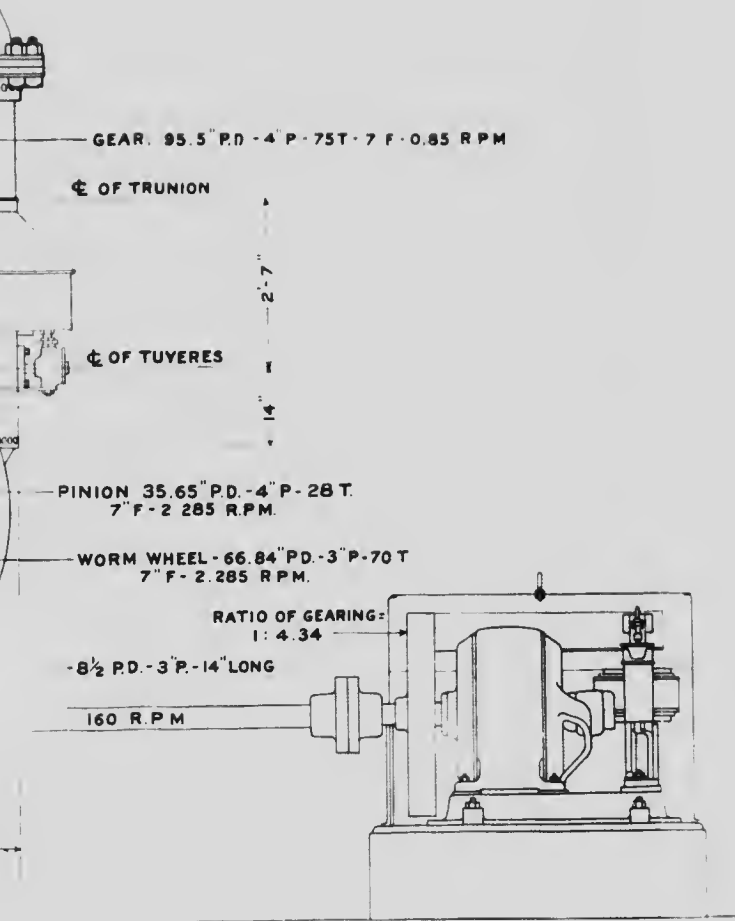 GEAR. 95.5" P.D - 4" P - 75T - 7 F - 0.85 R P M
℄ OF TRUNION
2'-7"
℄ OF TUYERES
14"
PINION 35.65" P.D. - 4" P - 28 T.
7" F - 2 285 R.P.M.
WORM WHEEL - 66.84" P.D. - 3" P - 70 T
7" F - 2.285 R P M.
RATIO OF GEARING =
1 : 4.34
- 8½ P.D. - 3" P. - 14" LONG
160 R.P M